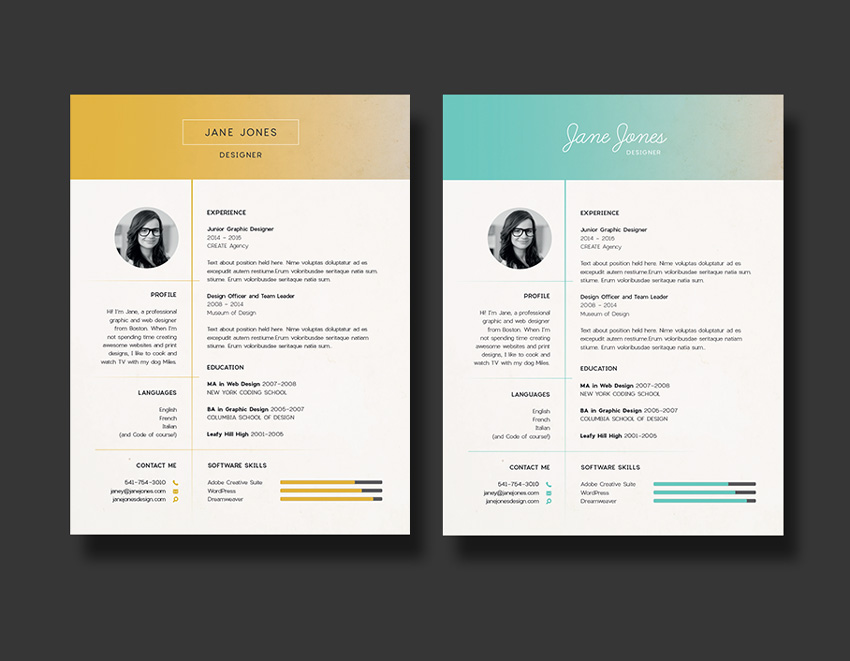 JANE JONES
DESIGNER
EXPERIENCE
Junior Graphic Designer
2014 - 2016
CREATE Agency
Text about position held here. Nime voluptas doluptatur ad es
excepudit autem restiume.Erum voloribusdae seritaque natia sum.
stiume. Erum voloribusdae seritaque natia sum.
Design Officer and Team Leader
2008 - 2014
Museum of Design
Text about position held here. Nime voluptas doluptatur ad es
excepudit autem restiume.Erum voloribusdae seritaque natiam
stiume. Erum voloribusdae seritaque natia sum..
EDUCATION
MA in Web Design 2007-2008
NEW YORK CODING SCHOOL
BA in Graphic Design 2005-2007
COLUMBIA SCHOOL OF DESIGN
Leafy Hill High 2001-2005
PROFILE
Hi! I'm Jane, a professional
graphic and web designer
from Boston. When I'm
not spending time creating
awesome websites and print
designs, I like to cook and
watch TV with my dog Miles.
LANGUAGES
English
French
Italian
(and Code of course!)
CONTACT ME
541-754-3010
janey@janejones.com
janejonesdesign.com
SOFTWARE SKILLS
Adobe Creative Suite
WordPress
Dreamweaver
Jane Jones
DESIGNER
EXPERIENCE
Junior Graphic Designer
2014 - 2016
CREATE Agency
Text about position held here. Nime voluptas doluptatur ad es
excepudit autem restiume.Erum voloribusdae seritaque natia sum.
stiume. Erum voloribusdae seritaque natia sum.
Design Officer and Team Leader
2008 - 2014
Museum of Design
Text about position held here. Nime voluptas doluptatur ad es
excepudit autem restiume.Erum voloribusdae seritaque natiam
stiume. Erum voloribusdae seritaque natia sum..
EDUCATION
MA in Web Design 2007-2008
NEW YORK CODING SCHOOL
BA in Graphic Design 2005-2007
COLUMBIA SCHOOL OF DESIGN
Leafy Hill High 2001-2005
PROFILE
Hi! I'm Jane, a professional
graphic and web designer
from Boston. When I'm
not spending time creating
awesome websites and print
designs, I like to cook and
watch TV with my dog Miles.
LANGUAGES
English
French
Italian
(and Code of course!)
CONTACT ME
541-754-3010
janey@janejones.com
janejonesdesign.com
SOFTWARE SKILLS
Adobe Creative Suite
WordPress
Dreamweaver